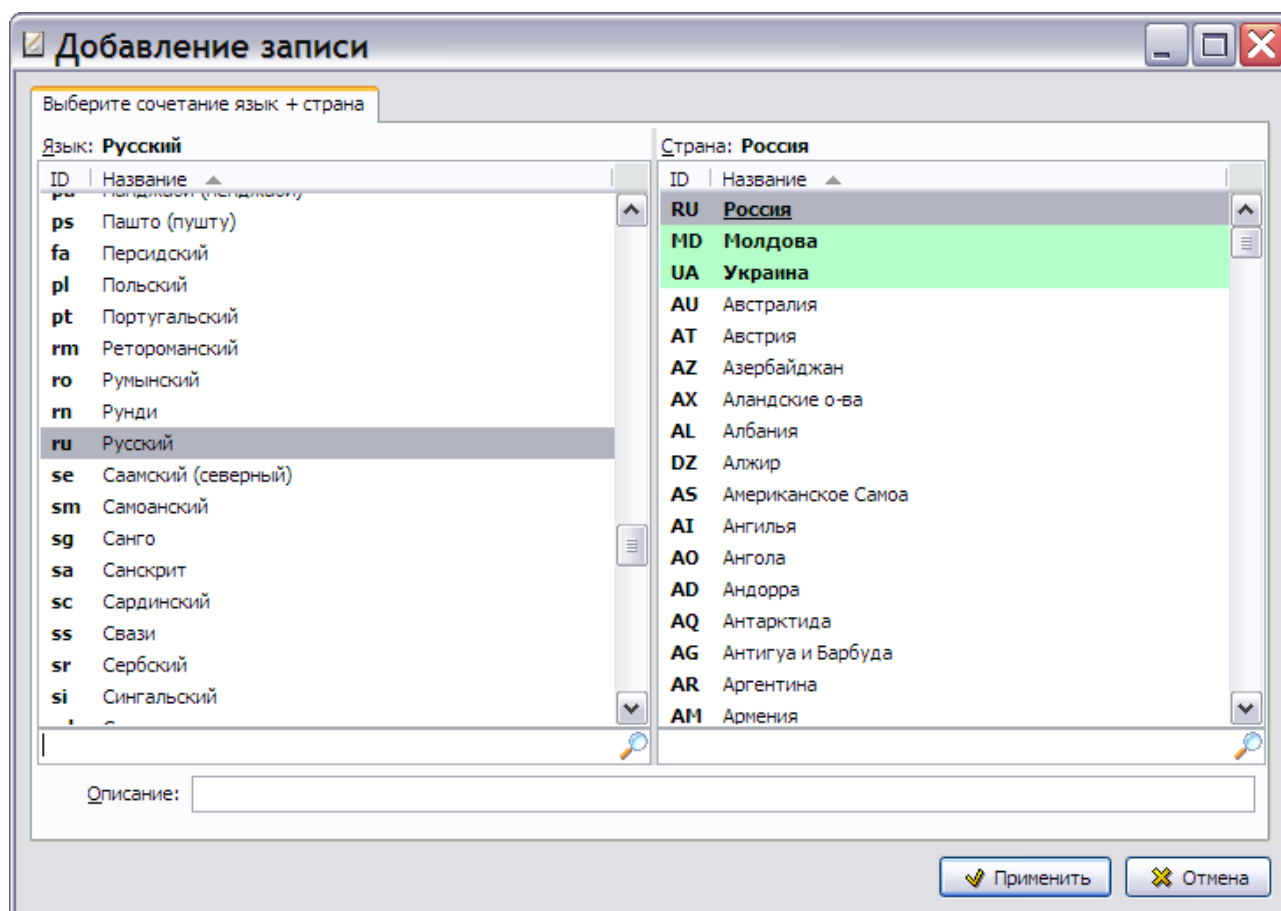 Добавление записи
Выберите сочетание язык + страна
Язык: Русский
ID Название
ps Пашто (пушту)
fa Персидский
pl Польский
pt Португальский
rm Ретороманский
ro Румынский
rn Рунди
ru Русский
se Саамский (северный)
sm Самоанский
sg Санго
sa Санскрит
sc Сардинский
ss Свази
sr Сербский
si Сингальский
Страна: Россия
ID Название
RU Россия
MD Молдова
UA Украина
AU Австралия
AT Австрия
AZ Азербайджан
AX Аландские о-ва
AL Албания
DZ Алжир
AS Американское Самоа
AI Ангилья
AO Ангола
AD Андорра
AQ Антарктида
AG Антигуа и Барбуда
AR Аргентина
AM Армения
Описание:
Применить
Отмена